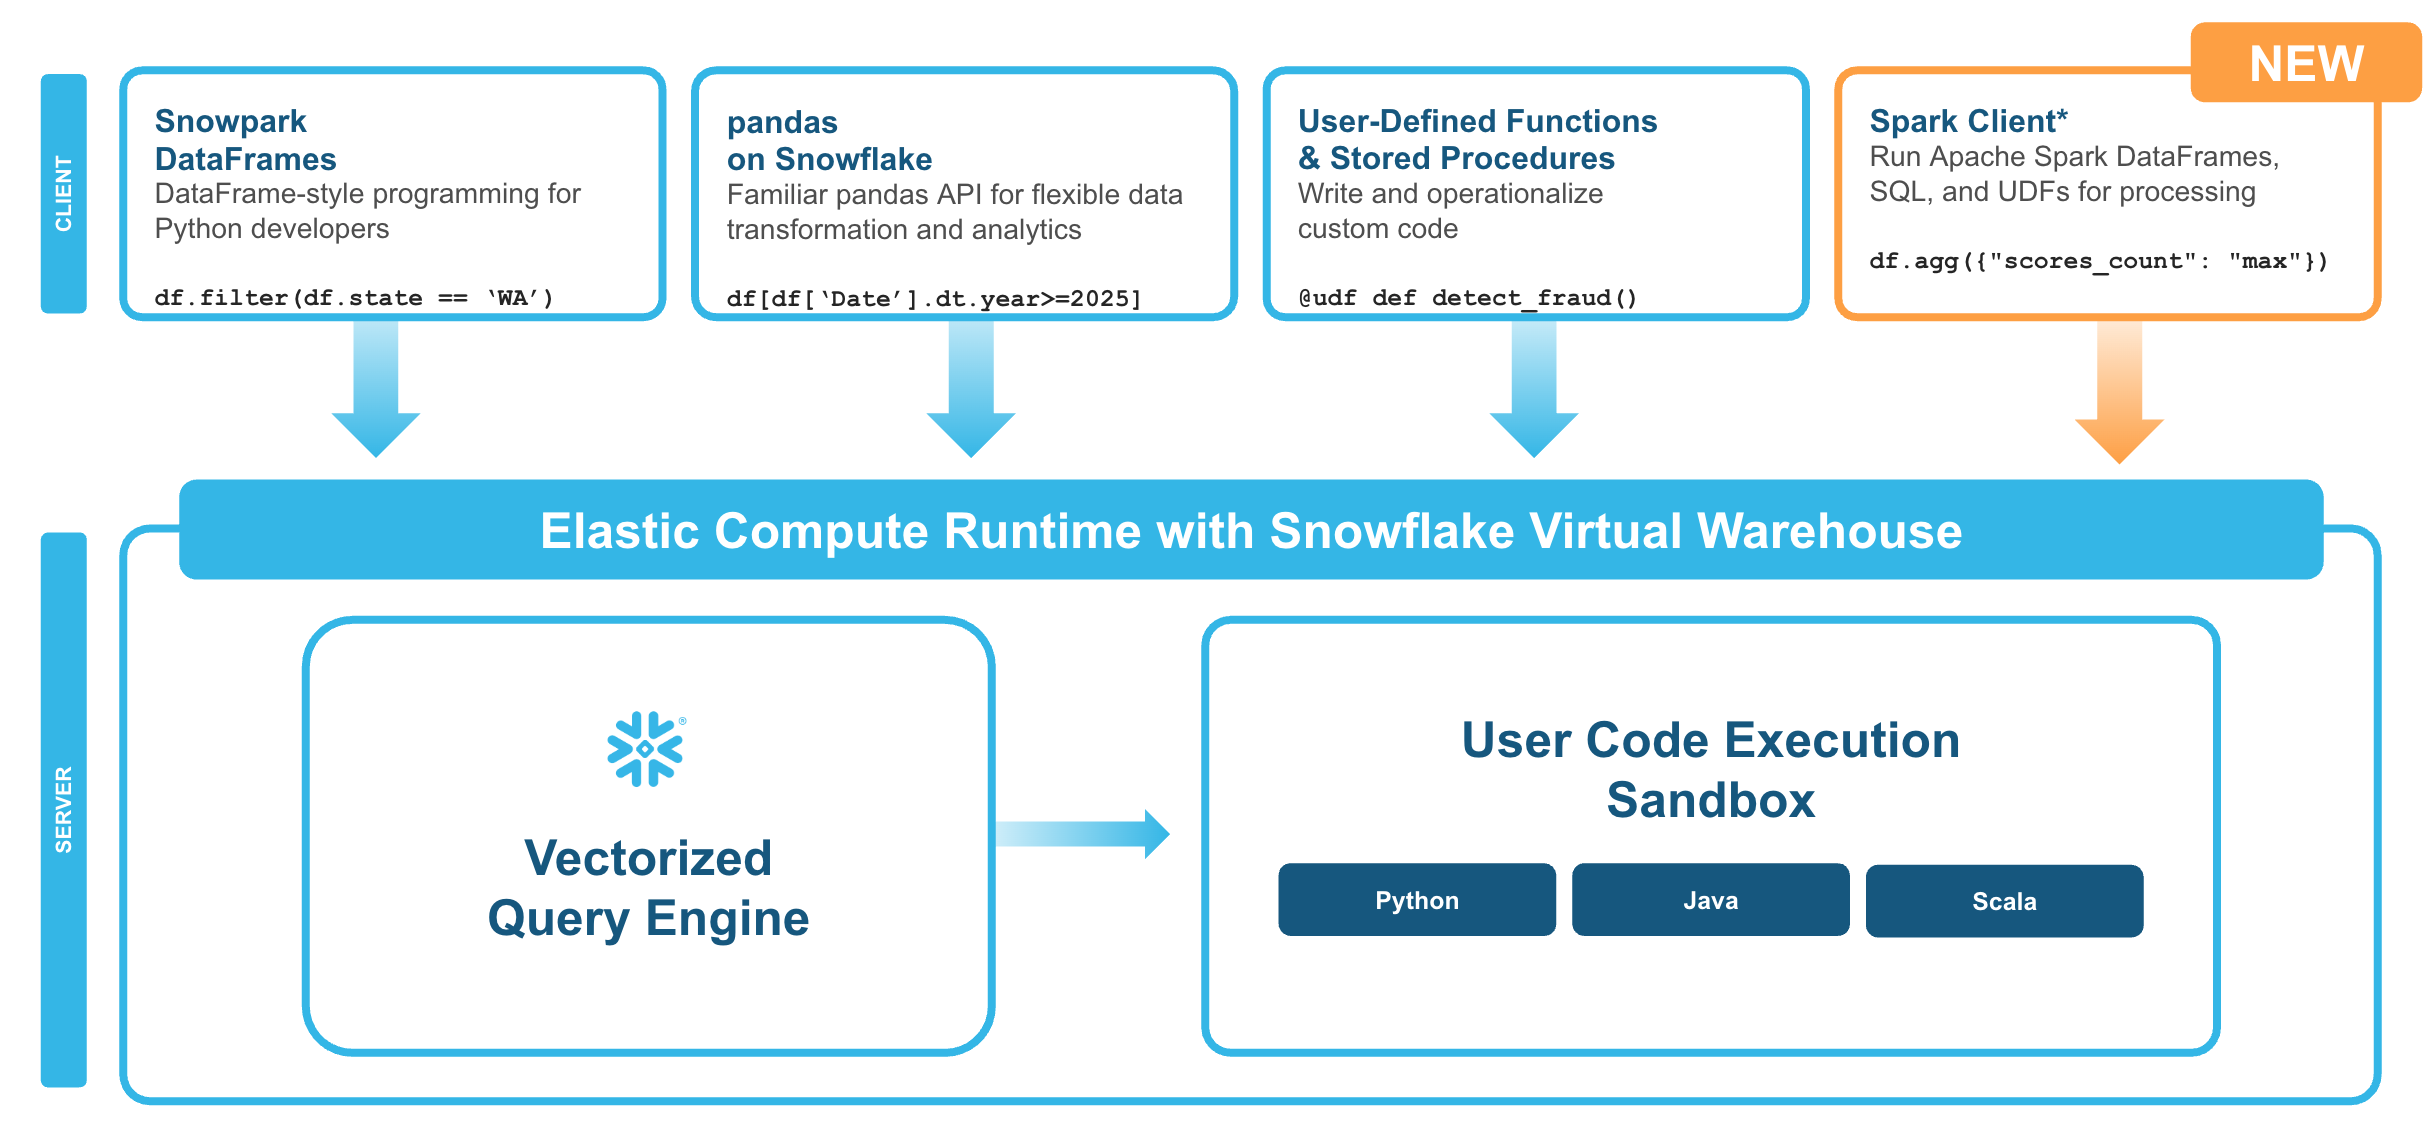 NEW
CLIENT
Snowpark
DataFrames
DataFrame-style programming for
Python developers
df.filter(df.state == ‘WA’)
pandas
on Snowflake
Familiar pandas API for flexible data
transformation and analytics
df[df[‘Date’].dt.year>=2025]
User-Defined Functions
& Stored Procedures
Write and operationalize
custom code
@udf def detect_fraud()
Spark Client*
Run Apache Spark DataFrames,
SQL, and UDFs for processing
df.agg({"scores_count": "max"})
SERVER
Elastic Compute Runtime with Snowflake Virtual Warehouse
®
Vectorized
Query Engine
User Code Execution
Sandbox
Python
Java
Scala